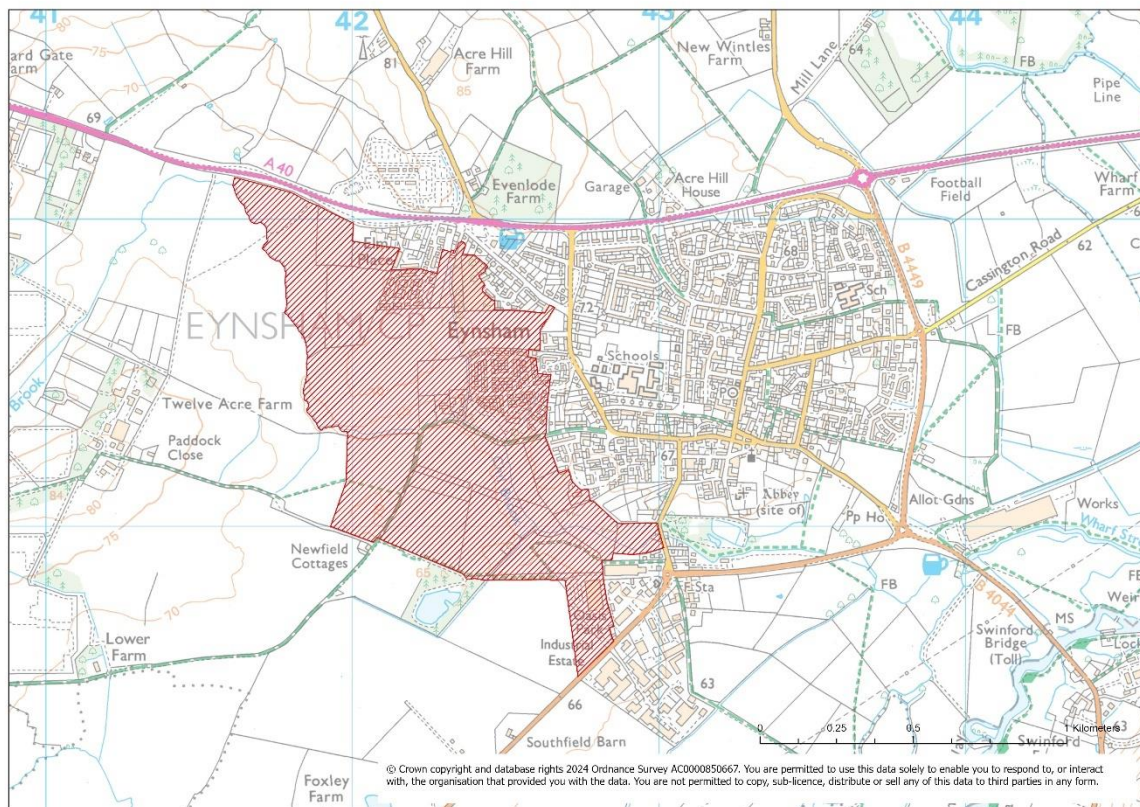 41
42
43
44
ard Gate
arm
69
75
70
81
Acre Hill
Farm
85
New Wintles
Farm
Mill Lane
64
FB
Pipe
Line
A 40
Evenlode
Farm
Garage
Acre Hill
House
Football
Field
Wharf
Farm
62
Cassington Road
B 4449
Place
68
Sch
72
EYNSHAM CP
Eynsham
Schools
PO
FB
Brook
Twelve Acre Farm
Paddock
Close
84
80
75
70
67
Abbey
(site of)
Pp Ho
Allot Gdns
Works
Wharf Str
Newfield
Cottages
65
F Sta
FB
B 4044
MS
Weir
Lock
Swinford
Bridge
(Toll)
Lower
Farm
Oasis
Park
Industrial
Estate
66
63
63
Southfield Barn
Swinford
Foxley
Farm
0 0.25 0.5 1 Kilometers
© Crown copyright and database rights 2024 Ordnance Survey AC0000850667. You are permitted to use this data solely to enable you to respond to, or interact
with, the organisation that provided you with the data. You are not permitted to copy, sub-licence, distribute or sell any of this data to third parties in any form.